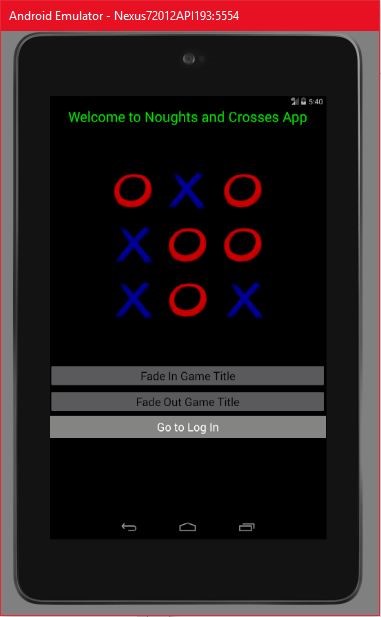 Android Emulator - Nexus72012API193:5554
5:40
Welcome to Noughts and Crosses App
O X O
X O O
X O X
Fade In Game Title
Fade Out Game Title
Go to Log In